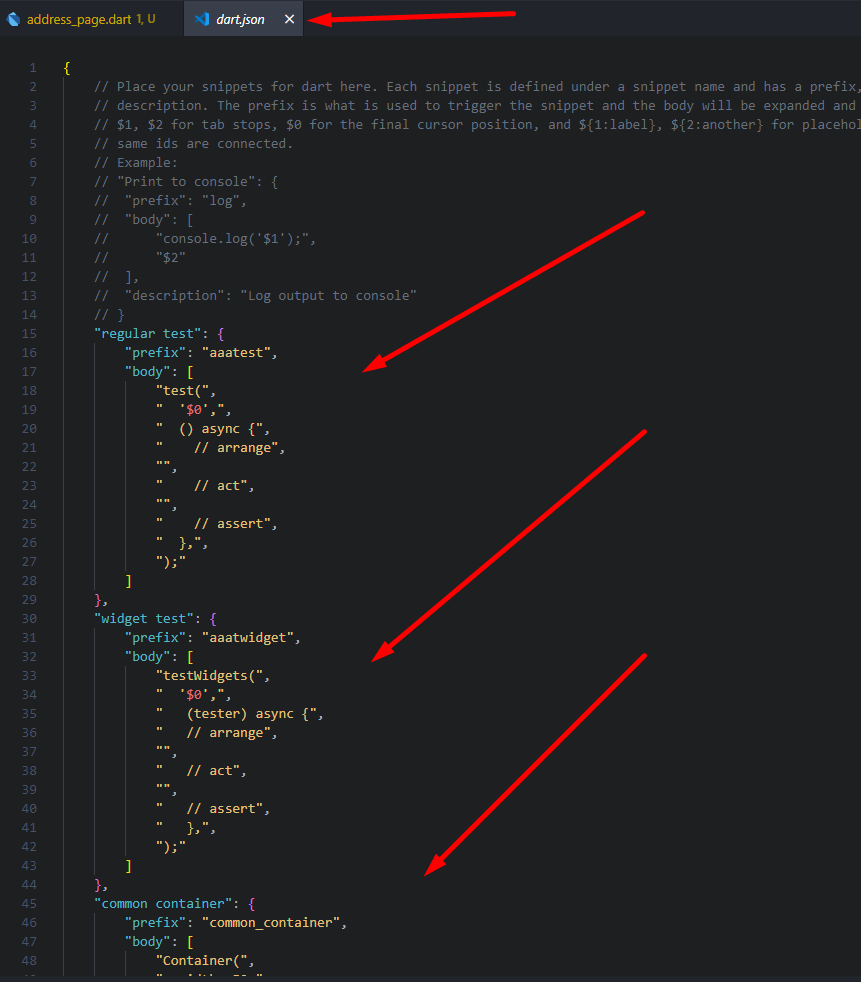 address_page.dart 1, U
dart.json
1 {
2 // Place your snippets for dart here. Each snippet is defined under a snippet name and has a prefix,
3 // description. The prefix is what is used to trigger the snippet and the body will be expanded and
4 // $1, $2 for tab stops, $0 for the final cursor position, and ${1:label}, ${2:another} for placehol
5 // same ids are connected.
6 // Example:
7 // "Print to console": {
8 //  "prefix": "log",
9 //  "body": [
10 //      "console.log('$1');",
11 //      "$2"
12 //  ],
13 //  "description": "Log output to console"
14 // }
15 "regular test": {
16 "prefix": "aaatest",
17 "body": [
18 "test(",
19 "  '$0',",
20 "  () async {",
21 "    // arrange",
22 "",
23 "    // act",
24 "",
25 "    // assert",
26 "  },",
27 ");"
28 ]
29 },
30 "widget test": {
31 "prefix": "aaatwidget",
32 "body": [
33 "testWidgets(",
34 "  '$0',",
35 "   (tester) async {",
36 "   // arrange",
37 "",
38 "   // act",
39 "",
40 "   // assert",
41 "   },",
42 ");"
43 ]
44 },
45 "common container": {
46 "prefix": "common_container",
47 "body": [
48 "Container(",